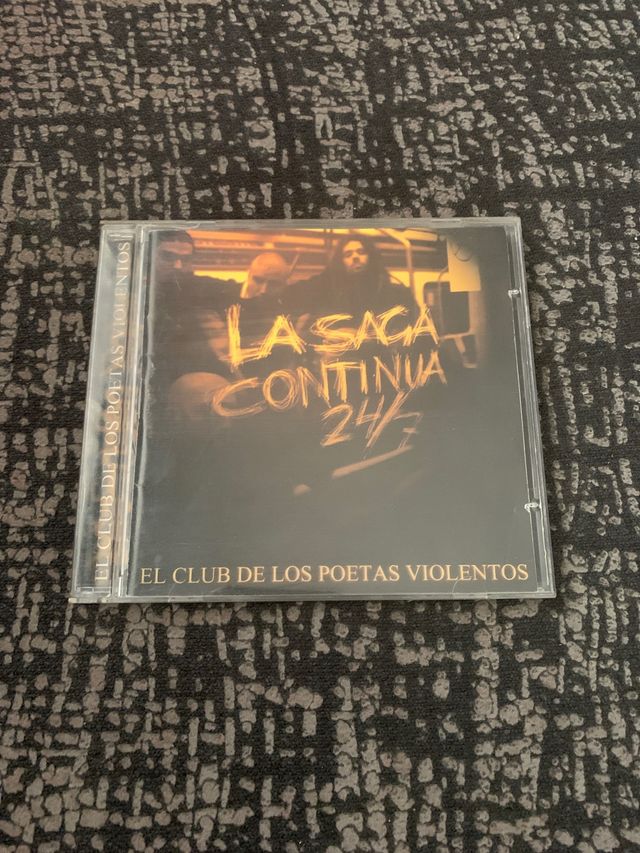 EL CLUB DE LOS POETAS VIOLENTOS
LA SAGA
CONTINUA
24/7
EL CLUB DE LOS POETAS VIOLENTOS